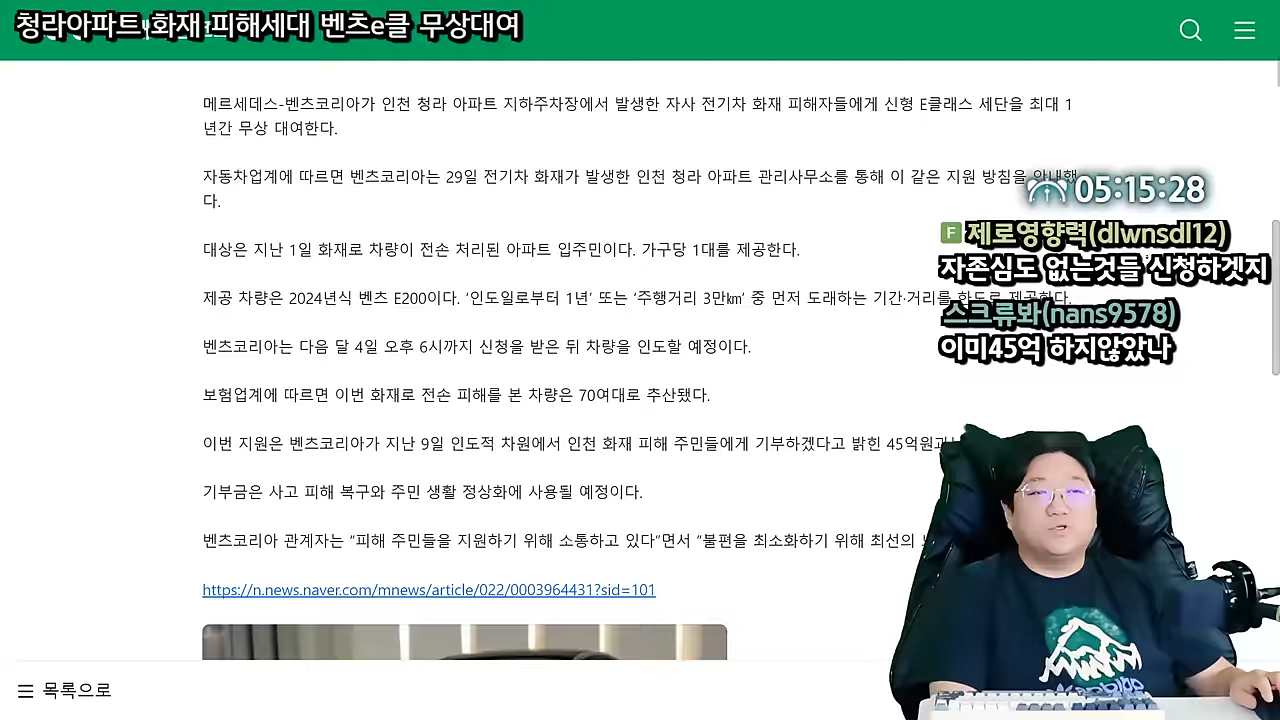 청라아파트 화재 피해세대 벤츠e클 무상대여
메르세데스-벤츠코리아가 인천 청라 아파트 지하주차장에서 발생한 자사 전기차 화재 피해자들에게 신형 E클래스 세단을 최대 1
년간 무상 대여한다.
자동차업계에 따르면 벤츠코리아는 29일 전기차 화재가 발생한 인천 청라 아파트 관리사무소를 통해 이 같은 지원 방침을 안내했
다.
05:15:28
F 제로영향력(dlwnsdl12)
자존심도 없는것들 신청하겟지
대상은 지난 1일 화재로 차량이 전손 처리된 아파트 입주민이다. 가구당 1대를 제공한다.
제공 차량은 2024년식 벤츠 E200이다. ‘인도일로부터 1년’ 또는 ‘주행거리 3만㎞’ 중 먼저 도래하는 기간·거리를 한도로 제공한다.
스크류봐(nans9578)
이미45억 하지않았나
벤츠코리아는 다음 달 4일 오후 6시까지 신청을 받은 뒤 차량을 인도할 예정이다.
보험업계에 따르면 이번 화재로 전손 피해를 본 차량은 70여대로 추산됐다.
이번 지원은 벤츠코리아가 지난 9일 인도적 차원에서 인천 화재 피해 주민들에게 기부하겠다고 밝힌 45억원과
기부금은 사고 피해 복구와 주민 생활 정상화에 사용될 예정이다.
벤츠코리아 관계자는 “피해 주민들을 지원하기 위해 소통하고 있다”면서 “불편을 최소화하기 위해 최선의
https://n.news.naver.com/mnews/article/022/0003964431?sid=101
목록으로